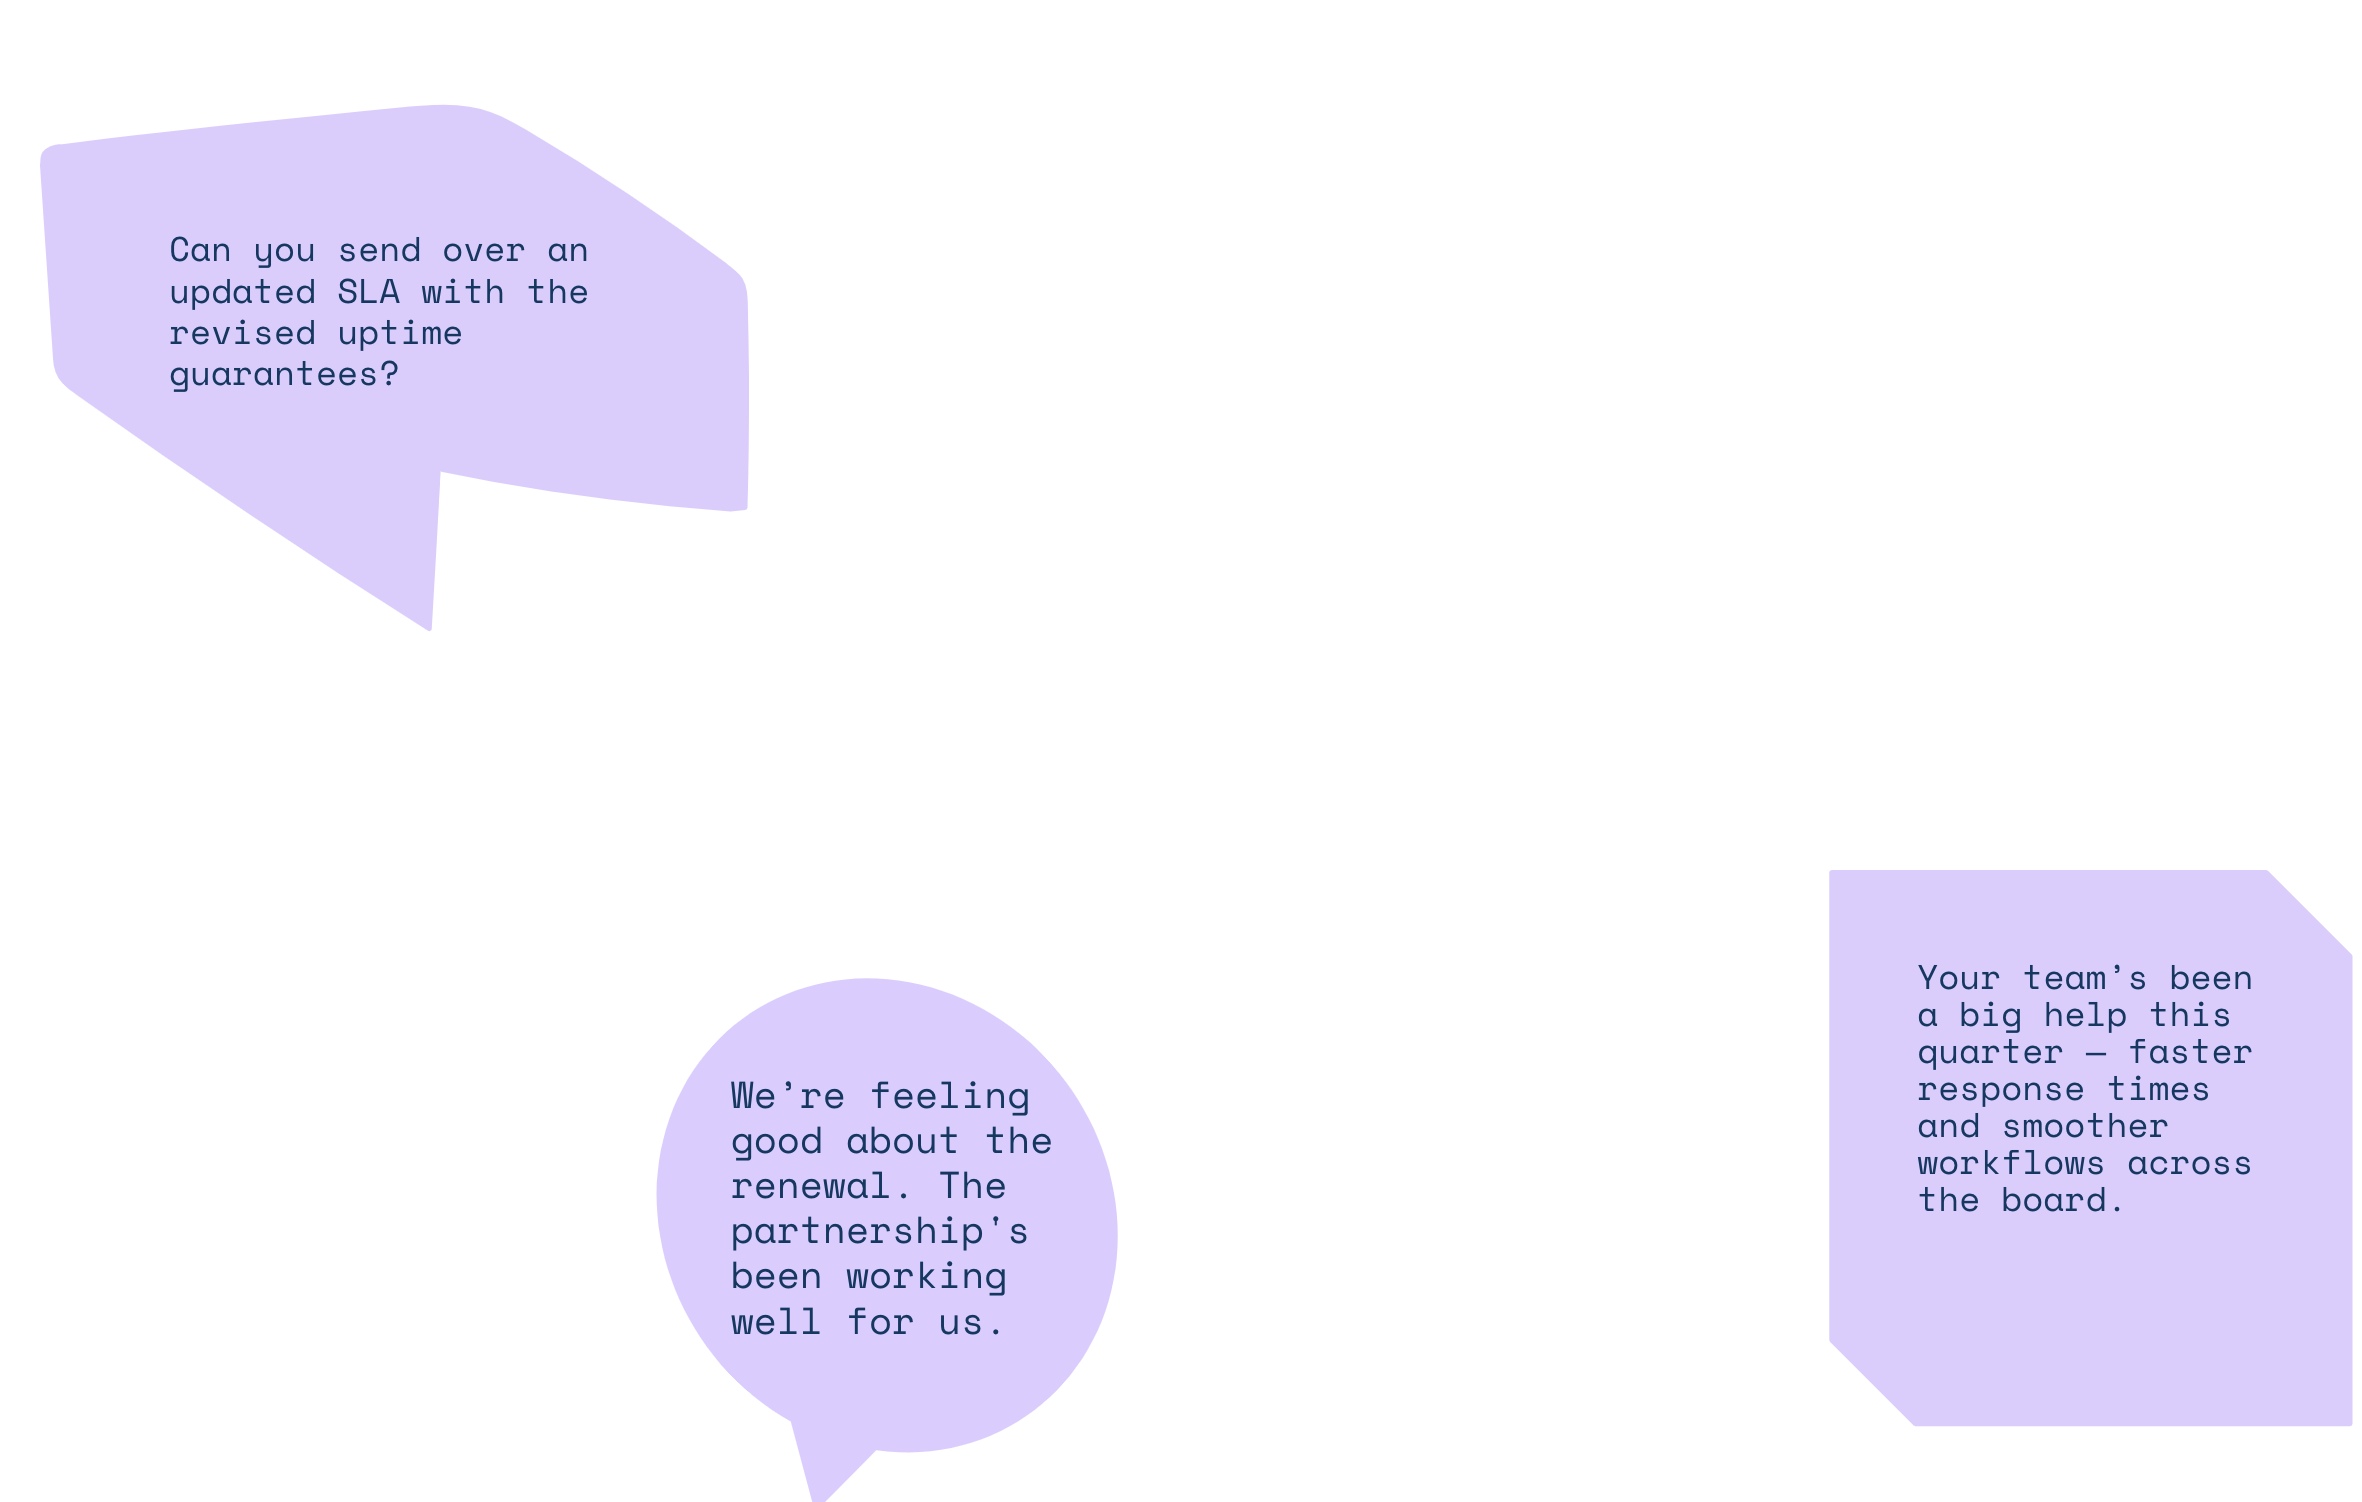 Can you send over an
updated SLA with the
revised uptime
guarantees?
We’re feeling
good about the
renewal. The
partnership's
been working
well for us.
Your team’s been
a big help this
quarter — faster
response times
and smoother
workflows across
the board.